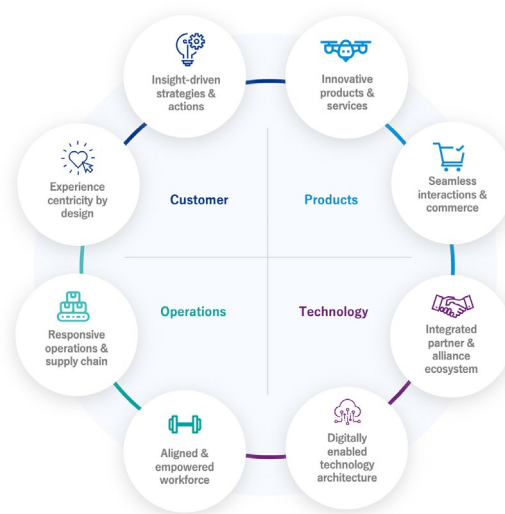 Insight-driven
strategies &
actions
Innovative
products &
services
Experience
centricity by
design
Customer
Products
Seamless
interactions &
commerce
Operations
Technology
Responsive
operations &
supply chain
Integrated
partner &
alliance
ecosystem
Aligned &
empowered
workforce
Digitally
enabled
technology
architecture